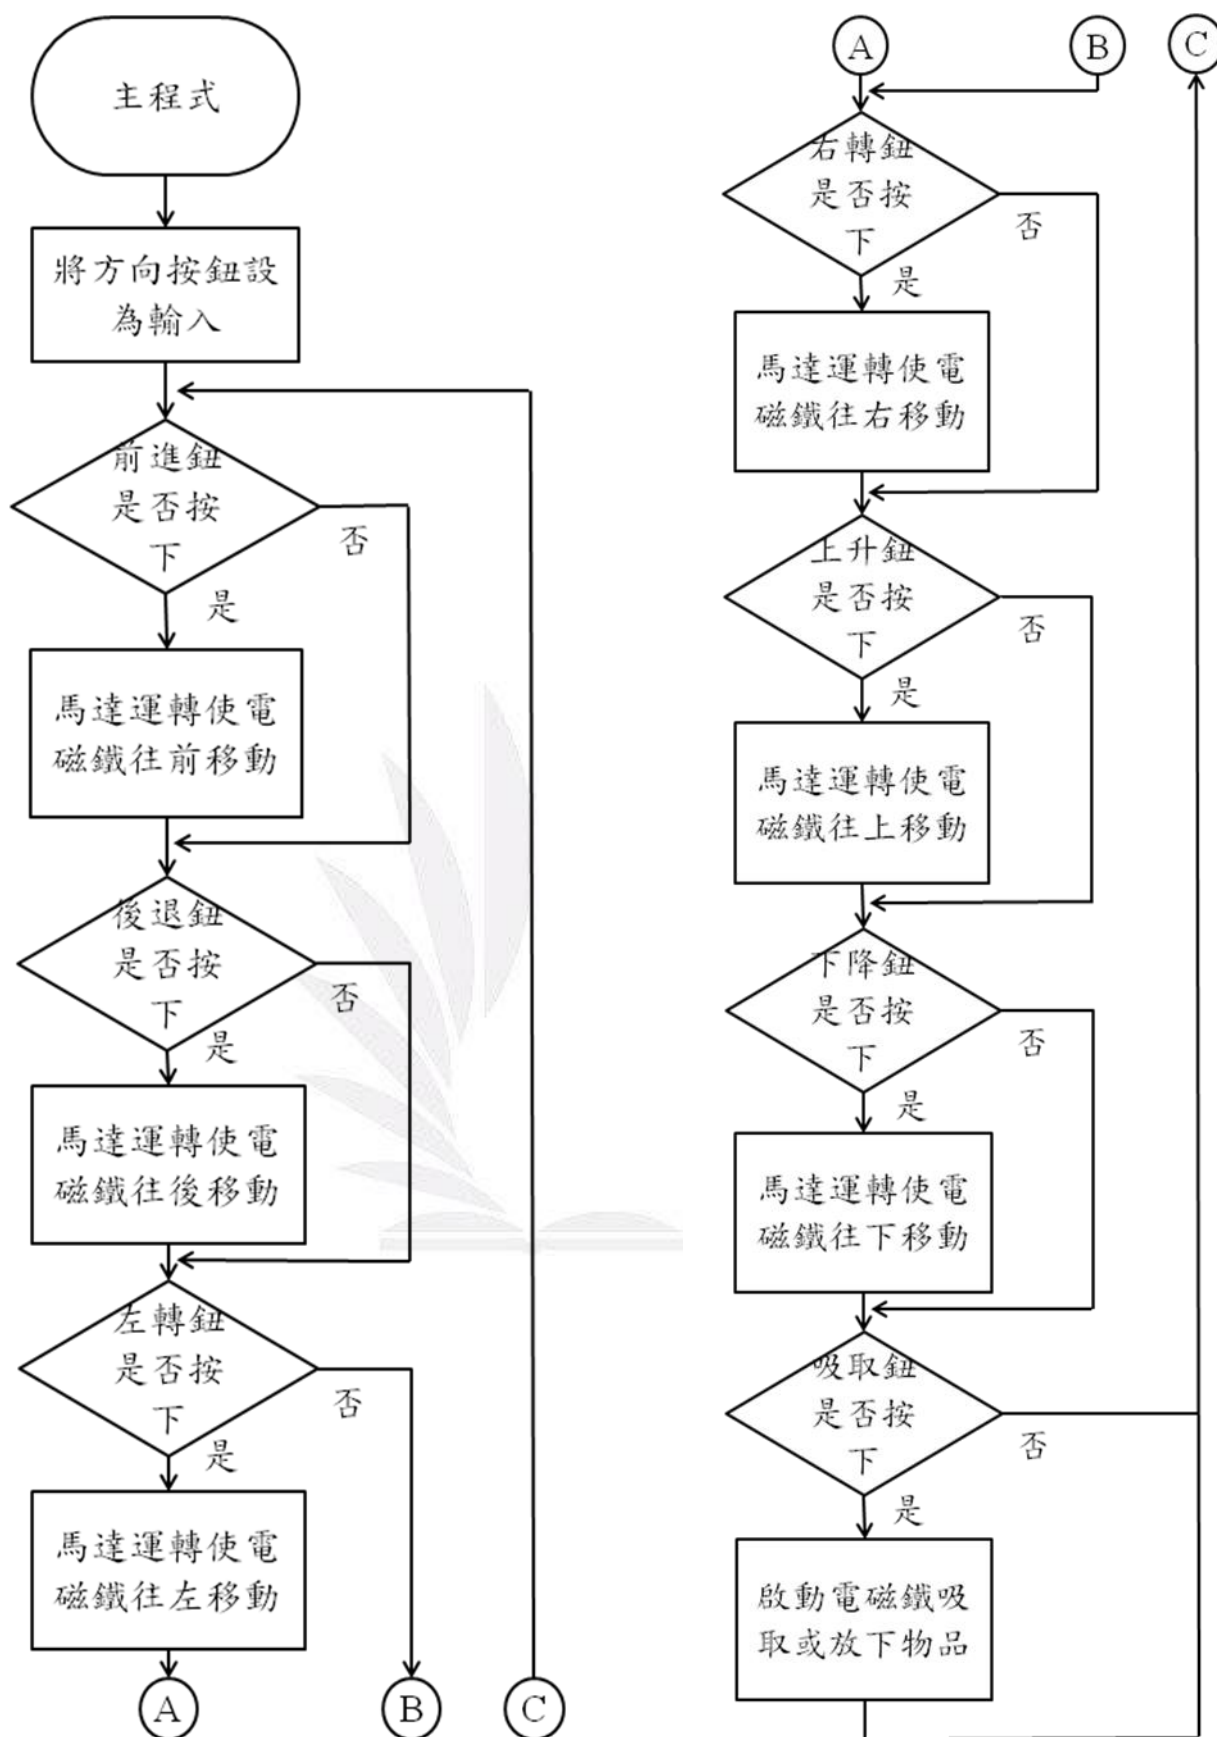 主程式
將方向按鈕設
為輸入
前進鈕
是否按
下
否
是
馬達運轉使電
磁鐵往前移動
後退鈕
是否按
下
否
是
馬達運轉使電
磁鐵往後移動
左轉鈕
是否按
下
否
是
馬達運轉使電
磁鐵往左移動
A
B
C
A
B
C
右轉鈕
是否按
下
否
是
馬達運轉使電
磁鐵往右移動
上升鈕
是否按
下
否
是
馬達運轉使電
磁鐵往上移動
下降鈕
是否按
下
否
是
馬達運轉使電
磁鐵往下移動
吸取鈕
是否按
下
否
是
啟動電磁鐵吸
取或放下物品